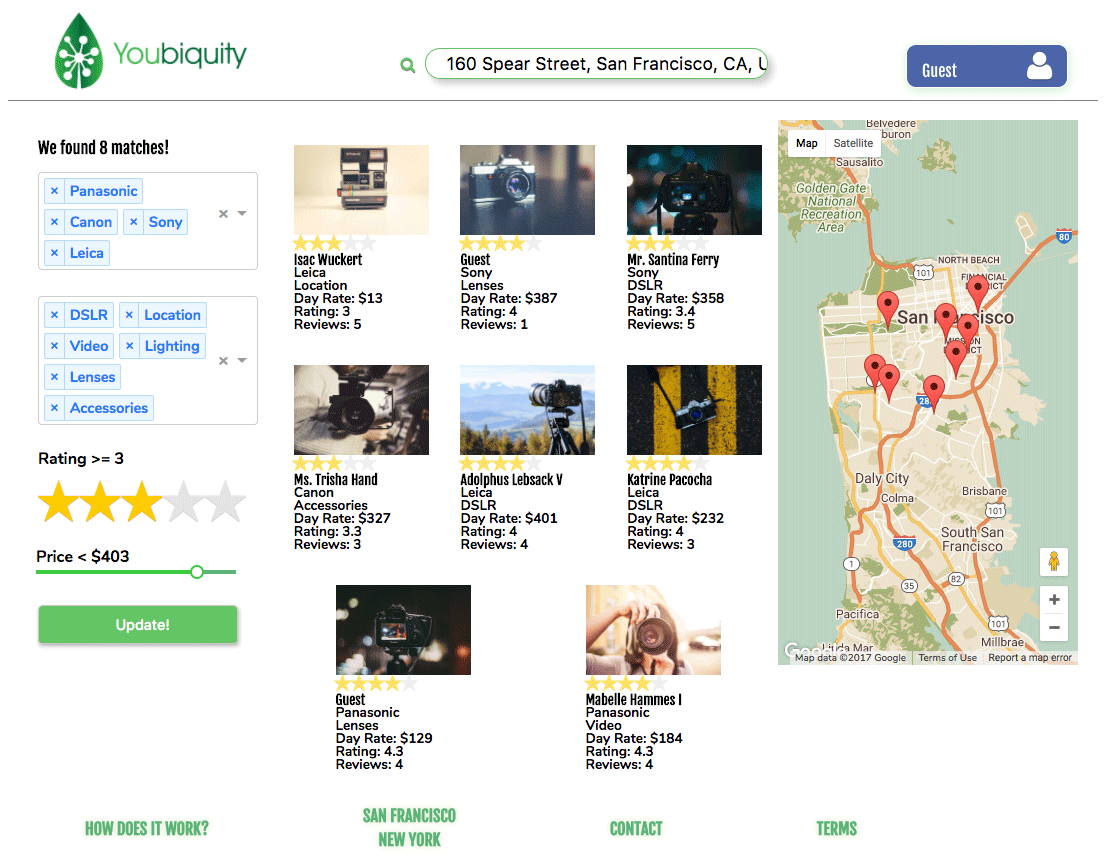 Youbiquity
160 Spear Street, San Francisco, CA, U
Guest
We found 8 matches!
× Panasonic
× Canon × Sony
× Leica
× DSLR × Location
× Video × Lighting
× Lenses
× Accessories
Rating >= 3
Price < $403
Update!
Isac Wuckert
Leica
Location
Day Rate: $13
Rating: 3
Reviews: 5
Guest
Sony
Lenses
Day Rate: $387
Rating: 4
Reviews: 1
Mr. Santina Ferry
Sony
DSLR
Day Rate: $358
Rating: 3.4
Reviews: 5
Ms. Trisha Hand
Canon
Accessories
Day Rate: $327
Rating: 3.3
Reviews: 3
Adolphus Lebsack V
Leica
DSLR
Day Rate: $401
Rating: 4
Reviews: 4
Katrine Pacocha
Leica
DSLR
Day Rate: $232
Rating: 4
Reviews: 3
Guest
Panasonic
Lenses
Day Rate: $129
Rating: 4.3
Reviews: 4
Mabelle Hammes I
Panasonic
Video
Day Rate: $184
Rating: 4.3
Reviews: 4
Map Satellite
Belvedere
Sausalito
Golden Gate
National
Recreation
Area
80
NORTH BEACH
101
San Francisco
Daly City
Colma
Brisbane
101
280
South San
Francisco
1
35
82
Pacifica
101
Millbrae
Map data ©2017 Google
Terms of Use
Report a map error
HOW DOES IT WORK?
SAN FRANCISCO
NEW YORK
CONTACT
TERMS